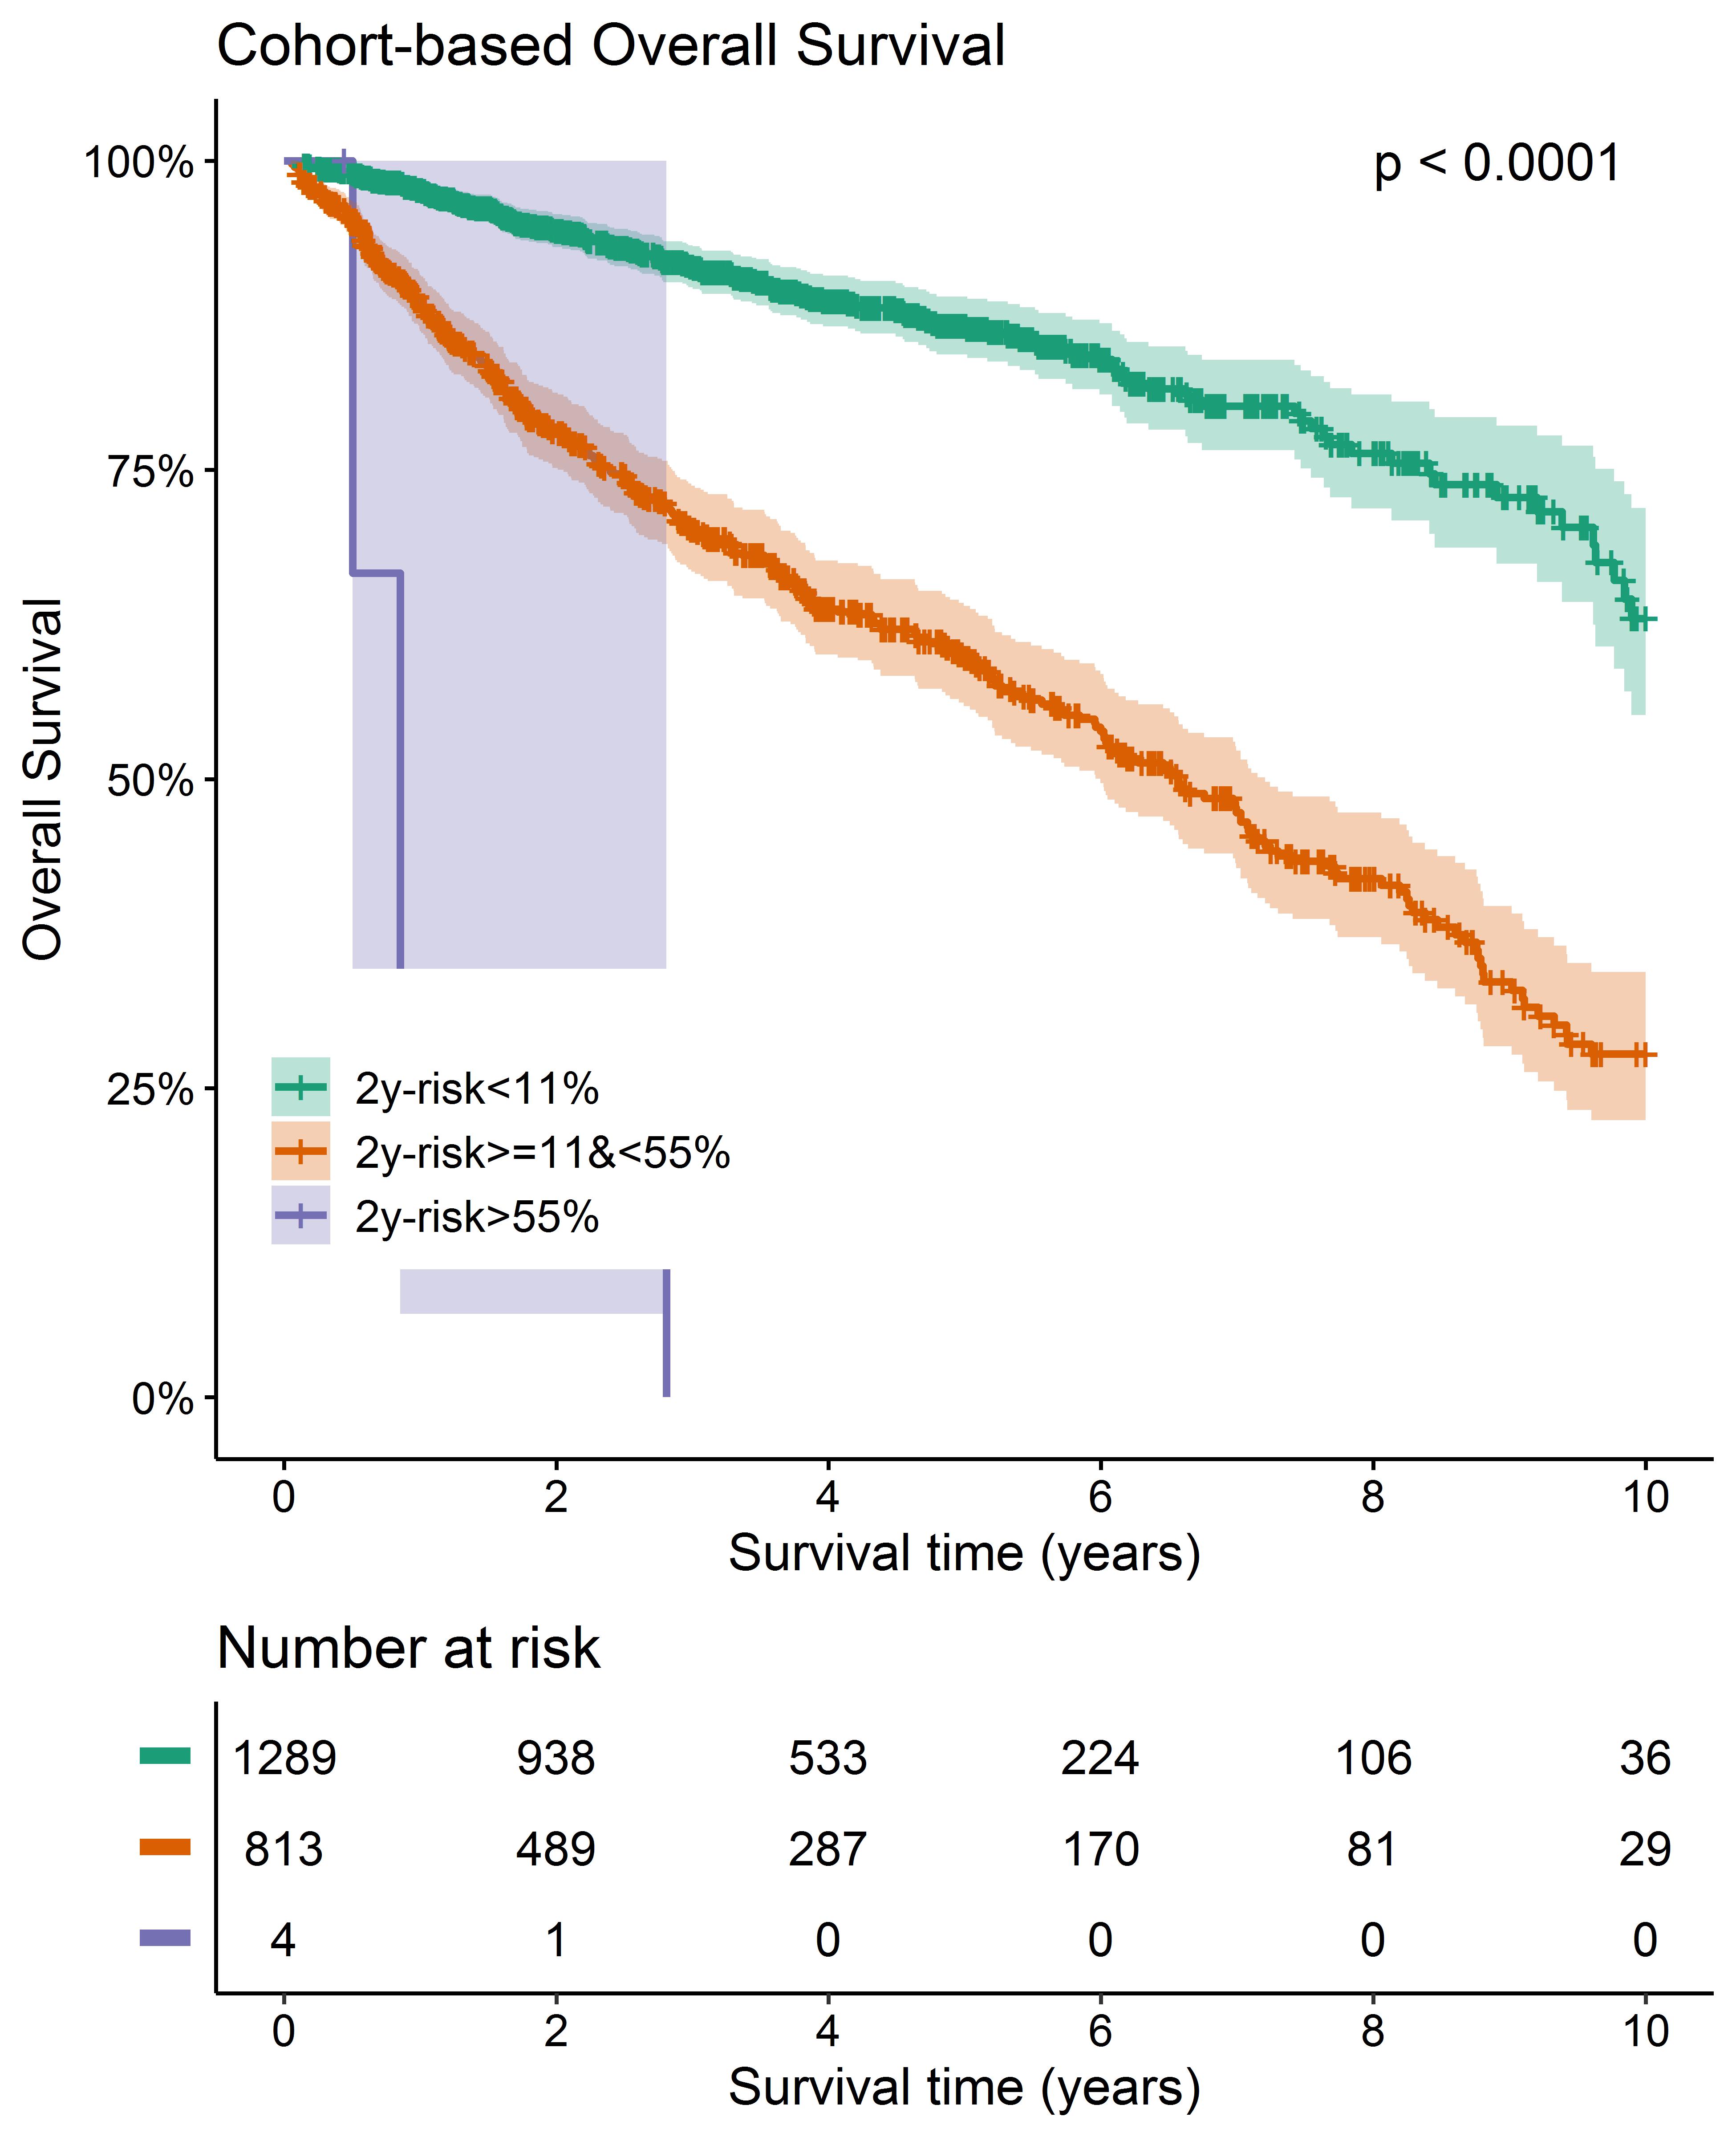 Cohort-based Overall Survival
p < 0.0001
100%
75%
50%
25%
0%
Overall Survival
2y-risk<11%
2y-risk>=11&<55%
2y-risk>55%
0 2 4 6 8 10
Survival time (years)
Number at risk
1289 938 533 224 106 36
813 489 287 170 81 29
4 1 0 0 0 0
0 2 4 6 8 10
Survival time (years)